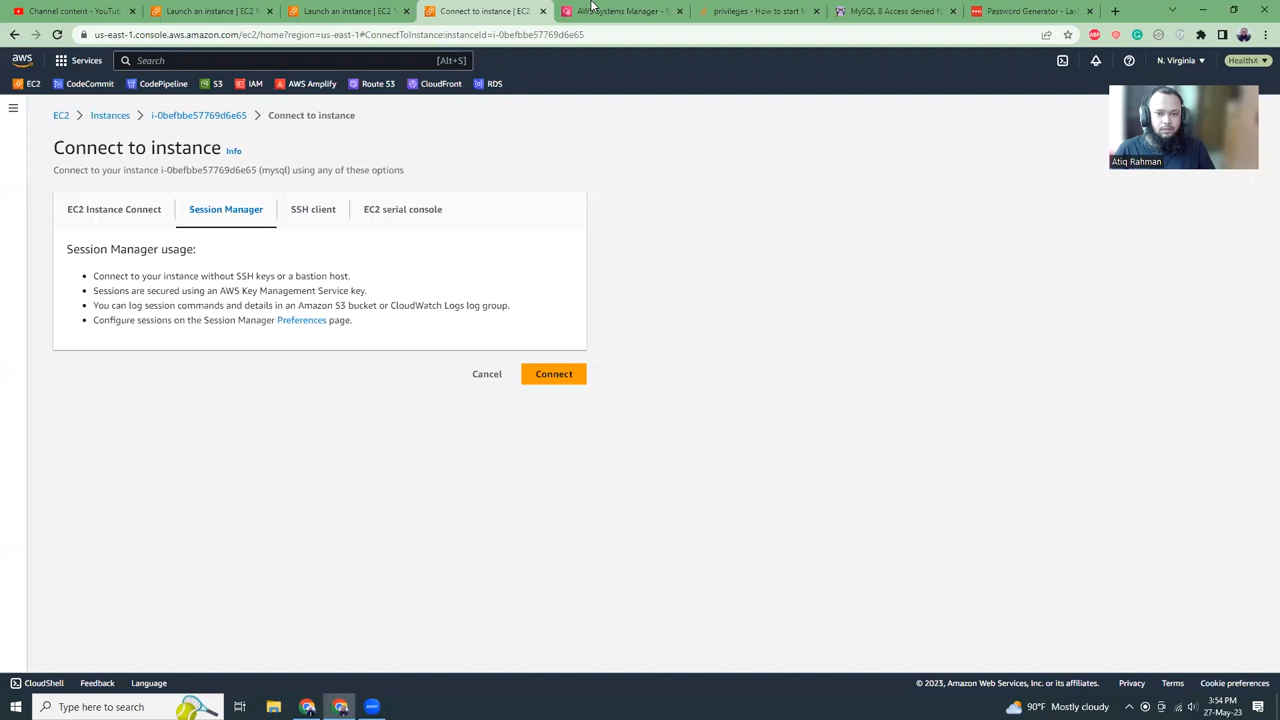 Channel content - YouTub
Launch an instance | EC2
Launch an instance | EC2
Connect to instance | EC2
AWS Systems Manager - S
privileges - How to start M
MySQL 8 Access denied fo
Password Generator - Las
us-east-1.console.aws.amazon.com/ec2/home?region=us-east-1#ConnectToInstance:instanceId=i-0befbbe57769d6e65
aws
Services
Search
[Alt+S]
N. Virginia
HealthX
EC2
CodeCommit
CodePipeline
S3
IAM
AWS Amplify
Route 53
CloudFront
RDS
EC2 > Instances > i-0befbbe57769d6e65 > Connect to instance
Connect to instance Info
Connect to your instance i-0befbbe57769d6e65 (mysql) using any of these options
Atiq Rahman
EC2 Instance Connect
Session Manager
SSH client
EC2 serial console
Session Manager usage:
• Connect to your instance without SSH keys or a bastion host.
• Sessions are secured using an AWS Key Management Service key.
• You can log session commands and details in an Amazon S3 bucket or CloudWatch Logs log group.
• Configure sessions on the Session Manager Preferences page.
Cancel
Connect
CloudShell
Feedback
Language
© 2023, Amazon Web Services, Inc. or its affiliates.
Privacy
Terms
Cookie preferences
Type here to search
90°F Mostly cloudy
3:54 PM
27-May-23